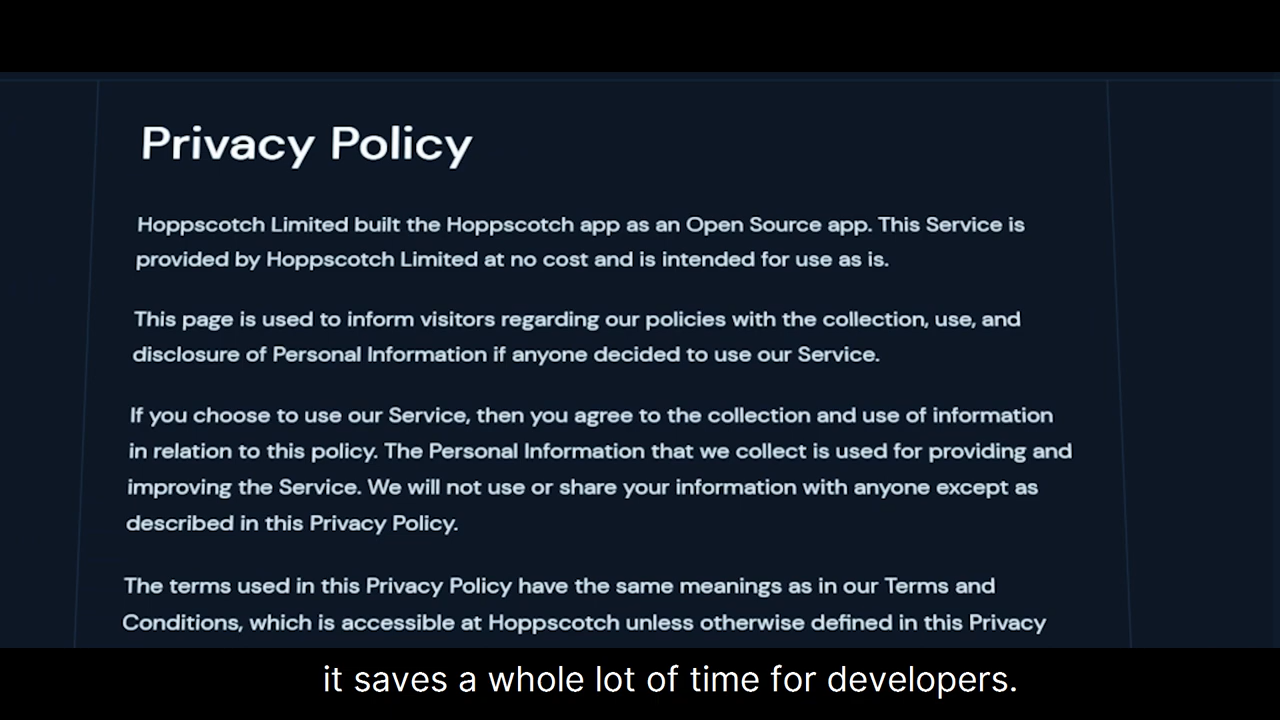 Privacy Policy
Hoppscotch Limited built the Hoppscotch app as an Open Source app. This Service is
provided by Hoppscotch Limited at no cost and is intended for use as is.
This page is used to inform visitors regarding our policies with the collection, use, and
disclosure of Personal Information if anyone decided to use our Service.
If you choose to use our Service, then you agree to the collection and use of information
in relation to this policy. The Personal Information that we collect is used for providing and
improving the Service. We will not use or share your information with anyone except as
described in this Privacy Policy.
The terms used in this Privacy Policy have the same meanings as in our Terms and
Conditions, which is accessible at Hoppscotch unless otherwise defined in this Privacy
it saves a whole lot of time for developers.